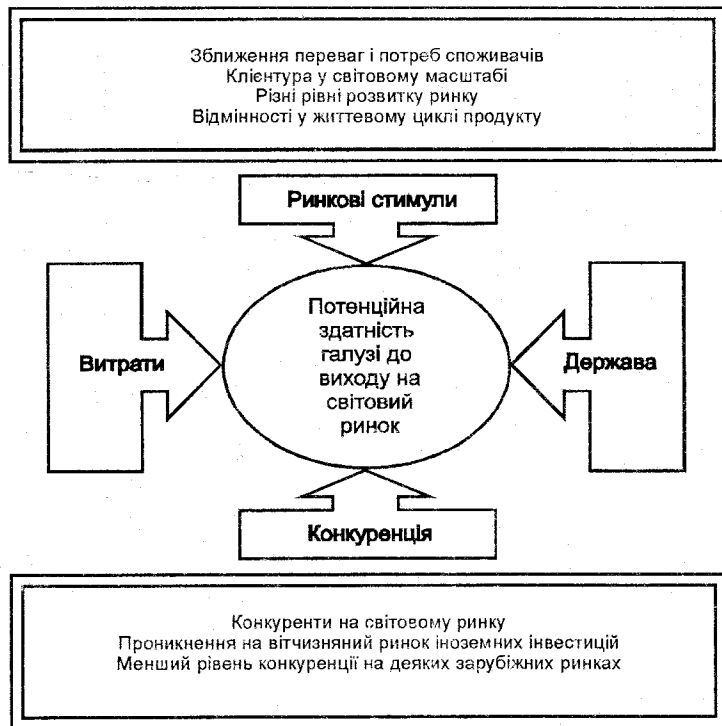 Зближення переваг і потреб споживачів
Клієнтура у світовому масштабі
Різні рівні розвитку ринку
Відмінності у життевому циклі продукту
Ринкові стимули
Витрати
Потенційна
здатність
галузі до
виходу на
світовий
ринок
Держава
Конкуренція
Конкуренти на світовому ринку
Проникнення на вітчизняний ринок іноземних інвестицій
Менший рівень конкуренції на деяких зарубіжних ринках